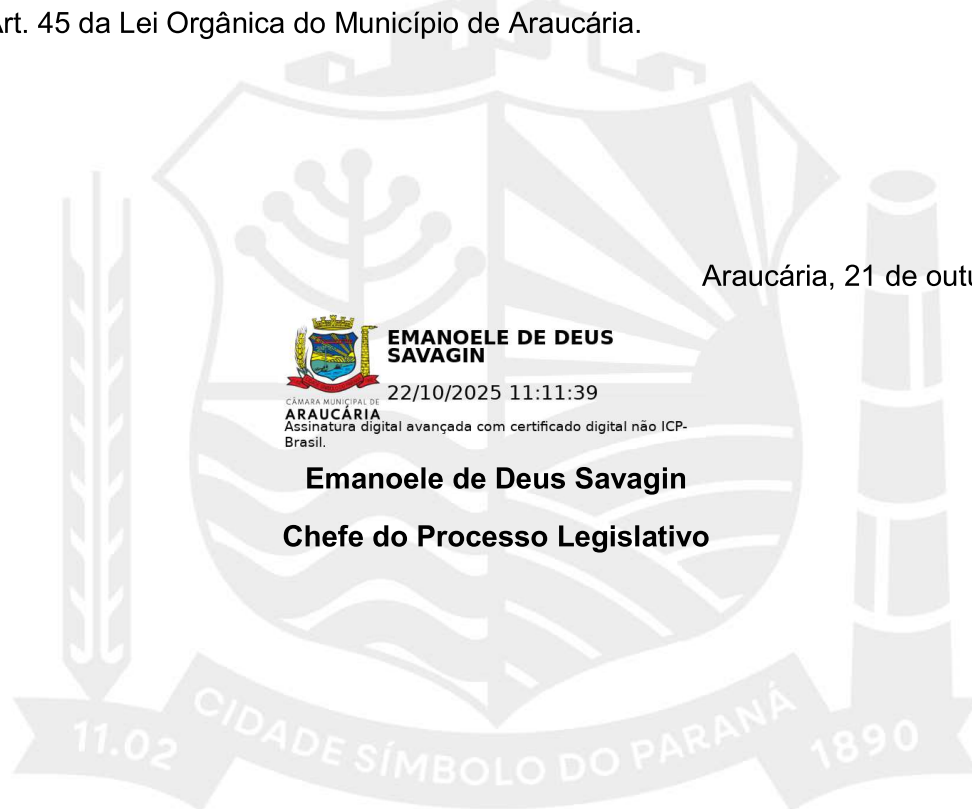 Art. 45 da Lei Orgânica do Município de Araucária.
Araucária, 21 de outu
EMANOELE DE DEUS
SAVAGIN
22/10/2025 11:11:39
CÂMARA MUNICIPAL DE
ARAUCÁRIA
Assinatura digital avançada com certificado digital não ICP-
Brasil.
Emanoele de Deus Savagin
Chefe do Processo Legislativo
11.02
CIDADE SÍMBOLO DO PARANÁ
1890